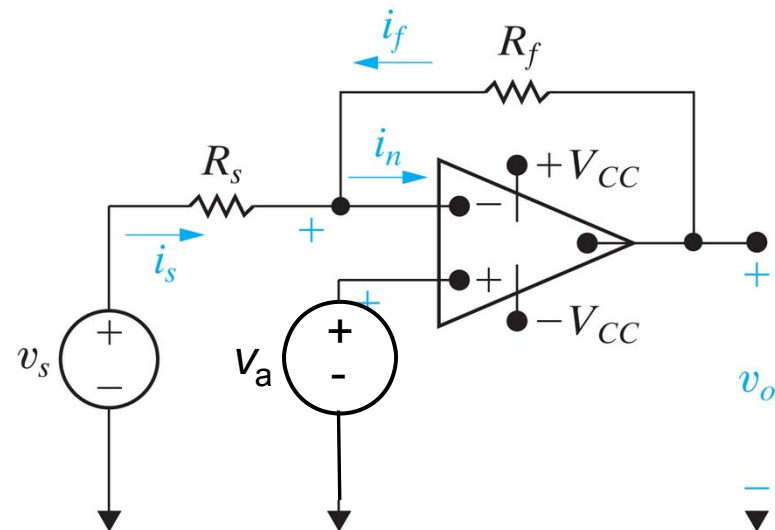 i_f
R_f
R_s
i_n
+V_CC
+
−
i_s
+
+
+
−V_CC
+
v_s
−
+
v_a
-
v_o
−